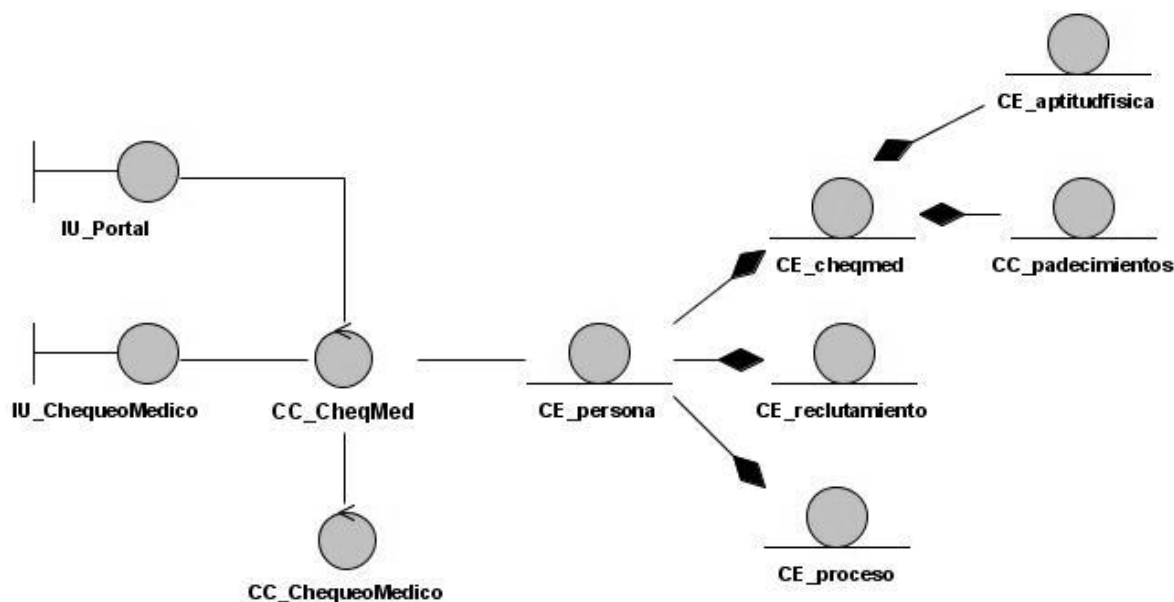 CE_aptitudfisica
IU_Portal
CE_cheqmed
CC_padecimientos
IU_ChequeoMedico
CC_CheqMed
CE_persona
CE_reclutamiento
CE_proceso
CC_ChequeoMedico